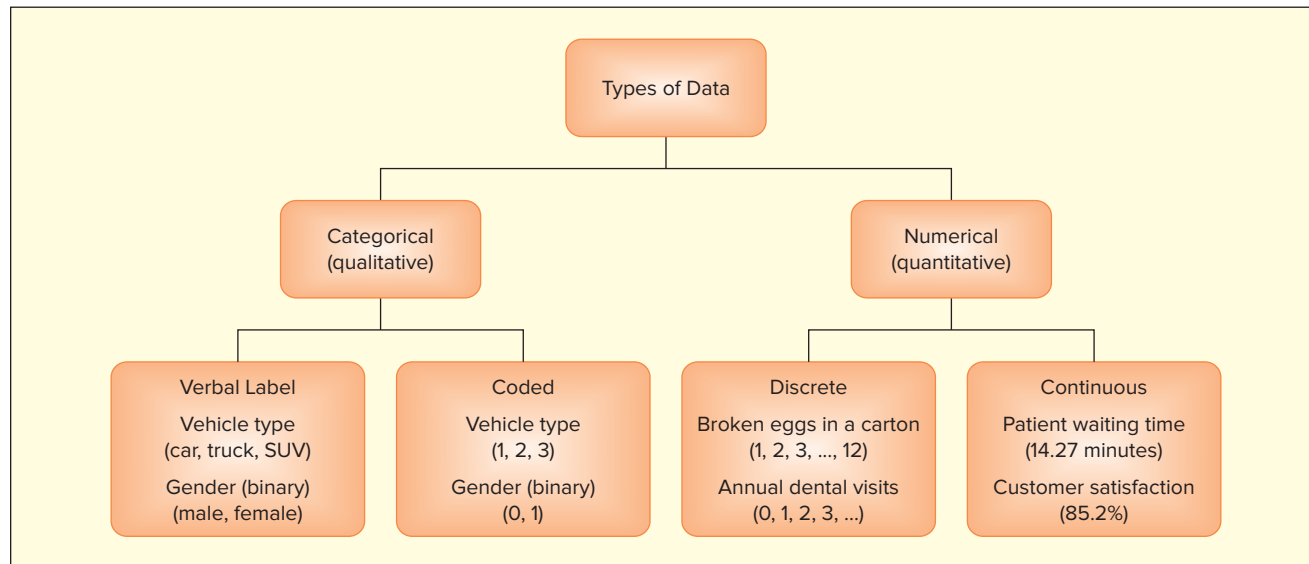 Types of Data
Categorical
(qualitative)
Numerical
(quantitative)
Verbal Label
Vehicle type
(car, truck, SUV)
Gender (binary)
(male, female)
Coded
Vehicle type
(1, 2, 3)
Gender (binary)
(0, 1)
Discrete
Broken eggs in a carton
(1, 2, 3, ..., 12)
Annual dental visits
(0, 1, 2, 3, ...)
Continuous
Patient waiting time
(14.27 minutes)
Customer satisfaction
(85.2%)